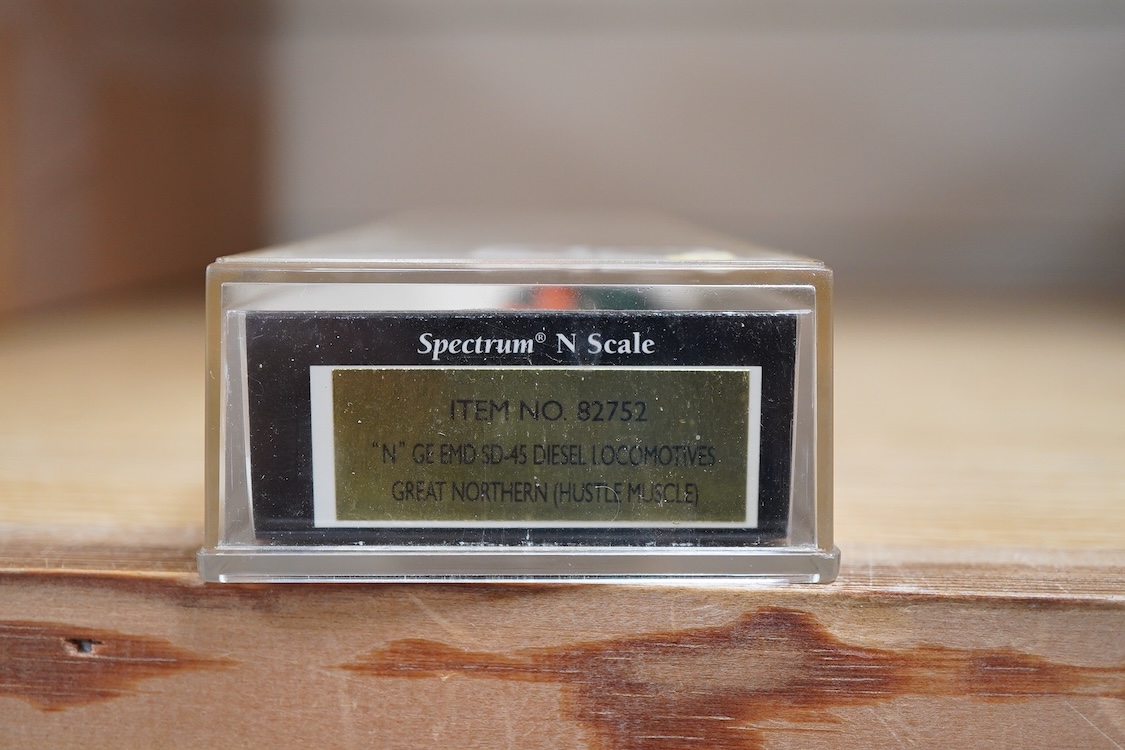 Spectrum® N Scale
ITEM NO. 82752
“N” GE EMD SD-45 DIESEL LOCOMOTIVES
GREAT NORTHERN (HUSTLE MUSCLE)